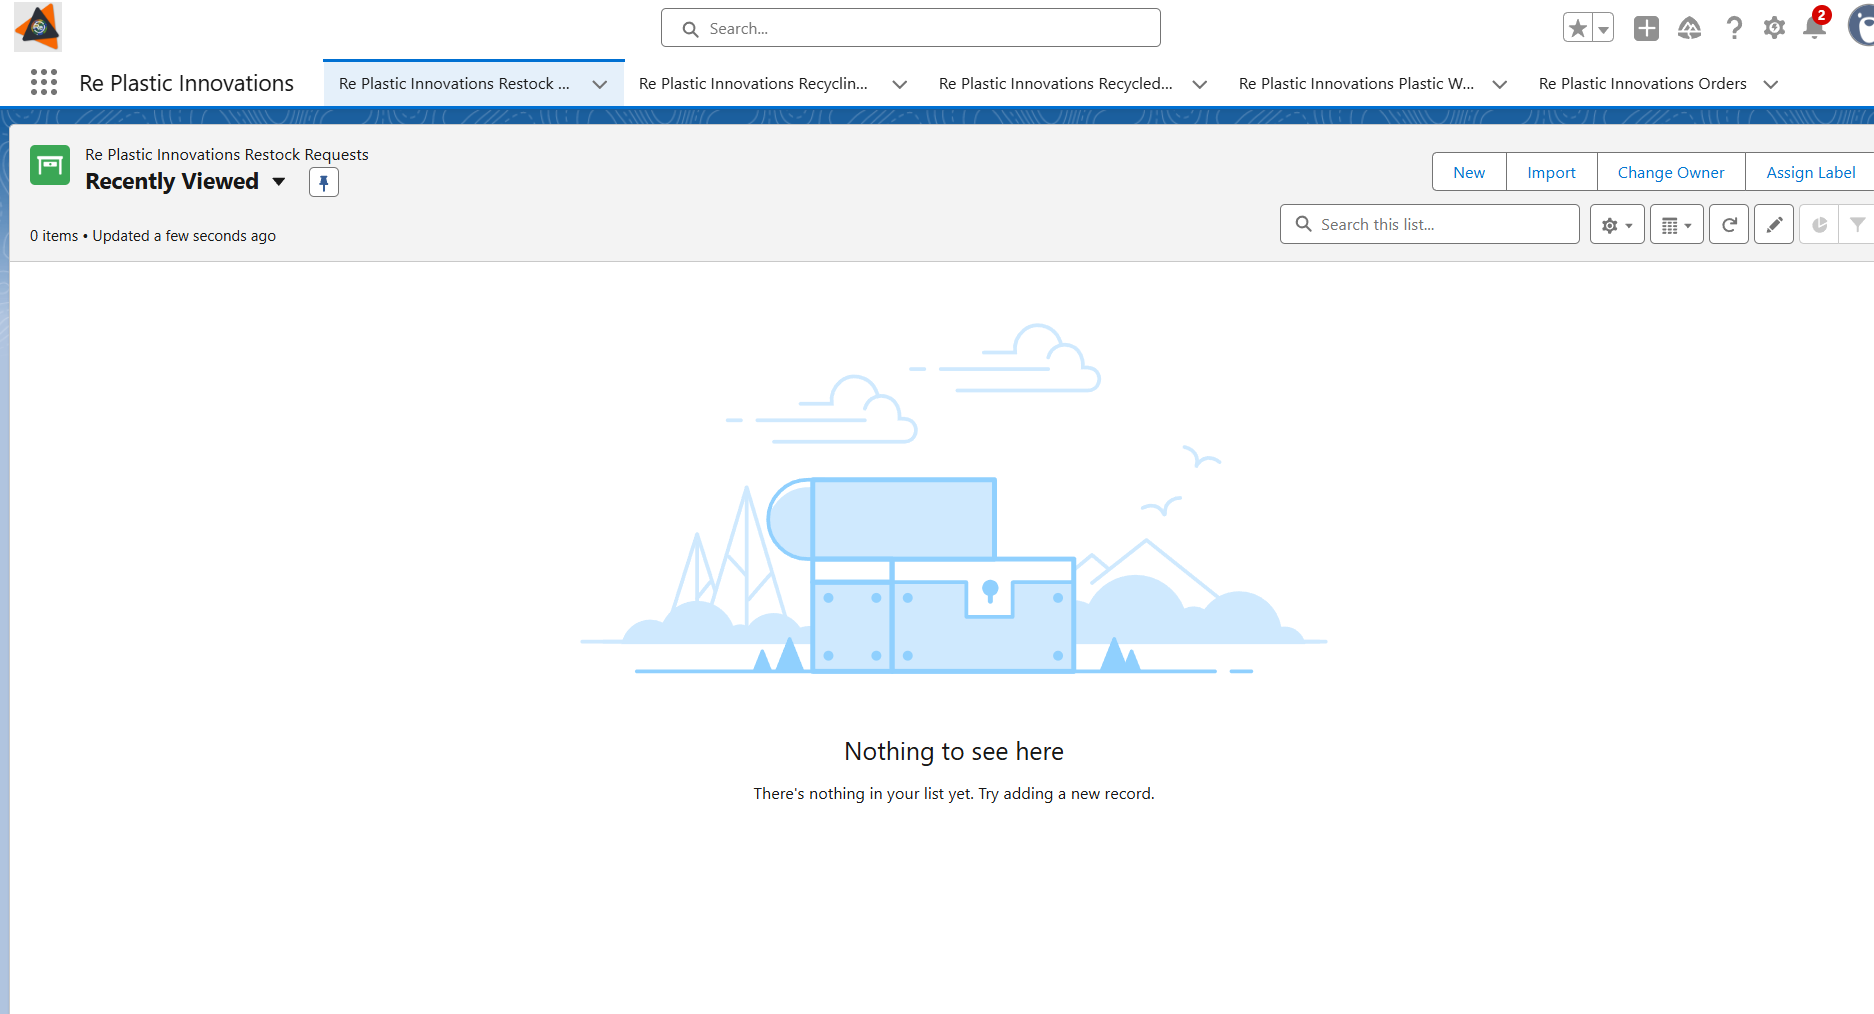 Search...
2
Re Plastic Innovations
Re Plastic Innovations Restock ...
Re Plastic Innovations Recyclin...
Re Plastic Innovations Recycled...
Re Plastic Innovations Plastic W...
Re Plastic Innovations Orders
Re Plastic Innovations Restock Requests
Recently Viewed
New
Import
Change Owner
Assign Label
0 items • Updated a few seconds ago
Search this list...
Nothing to see here
There's nothing in your list yet. Try adding a new record.